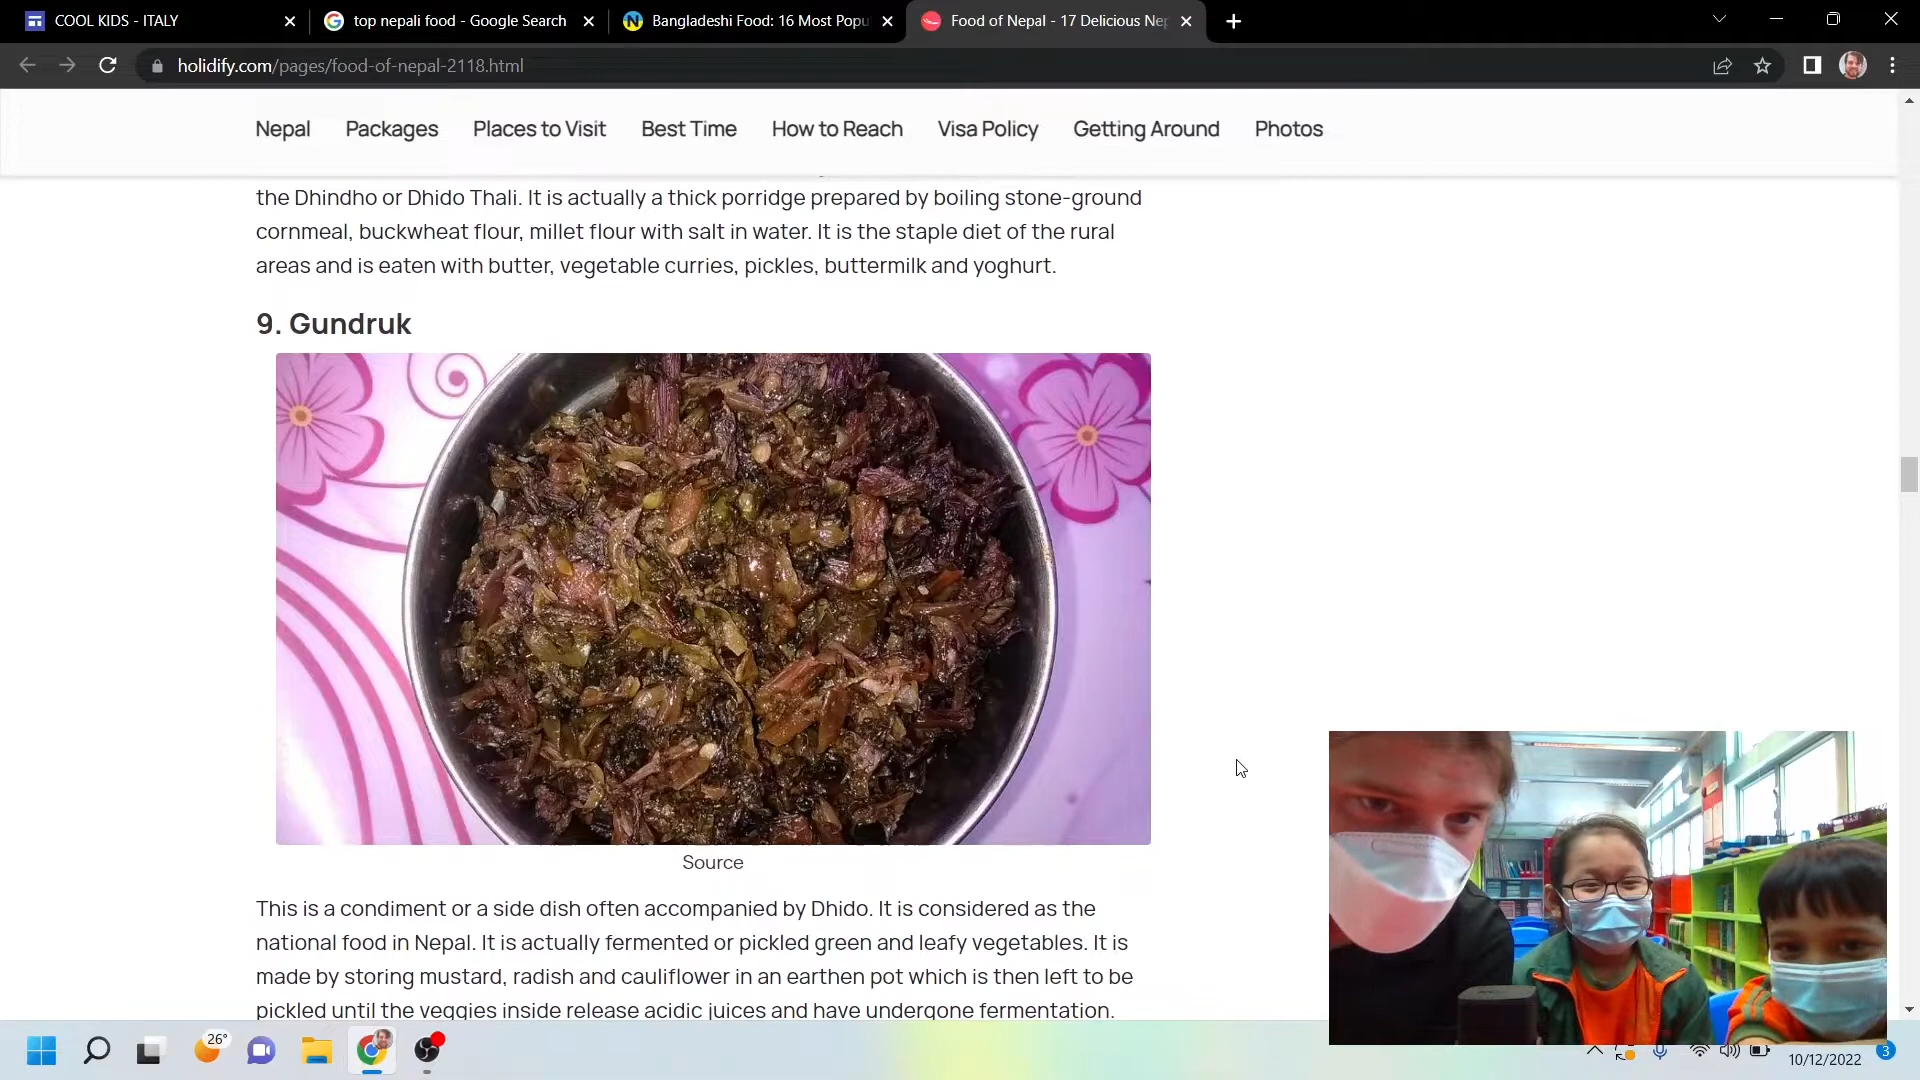 COOL KIDS - ITALY
top nepali food - Google Search
Bangladeshi Food: 16 Most Popu
Food of Nepal - 17 Delicious Nep
holidify.com/pages/food-of-nepal-2118.html
Nepal Packages Places to Visit Best Time How to Reach Visa Policy Getting Around Photos
the Dhindho or Dhido Thali. It is actually a thick porridge prepared by boiling stone-ground
cornmeal, buckwheat flour, millet flour with salt in water. It is the staple diet of the rural
areas and is eaten with butter, vegetable curries, pickles, buttermilk and yoghurt.
9. Gundruk
Source
This is a condiment or a side dish often accompanied by Dhido. It is considered as the
national food in Nepal. It is actually fermented or pickled green and leafy vegetables. It is
made by storing mustard, radish and cauliflower in an earthen pot which is then left to be
pickled until the veggies inside release acidic juices and have undergone fermentation.
26°
10/12/2022
3